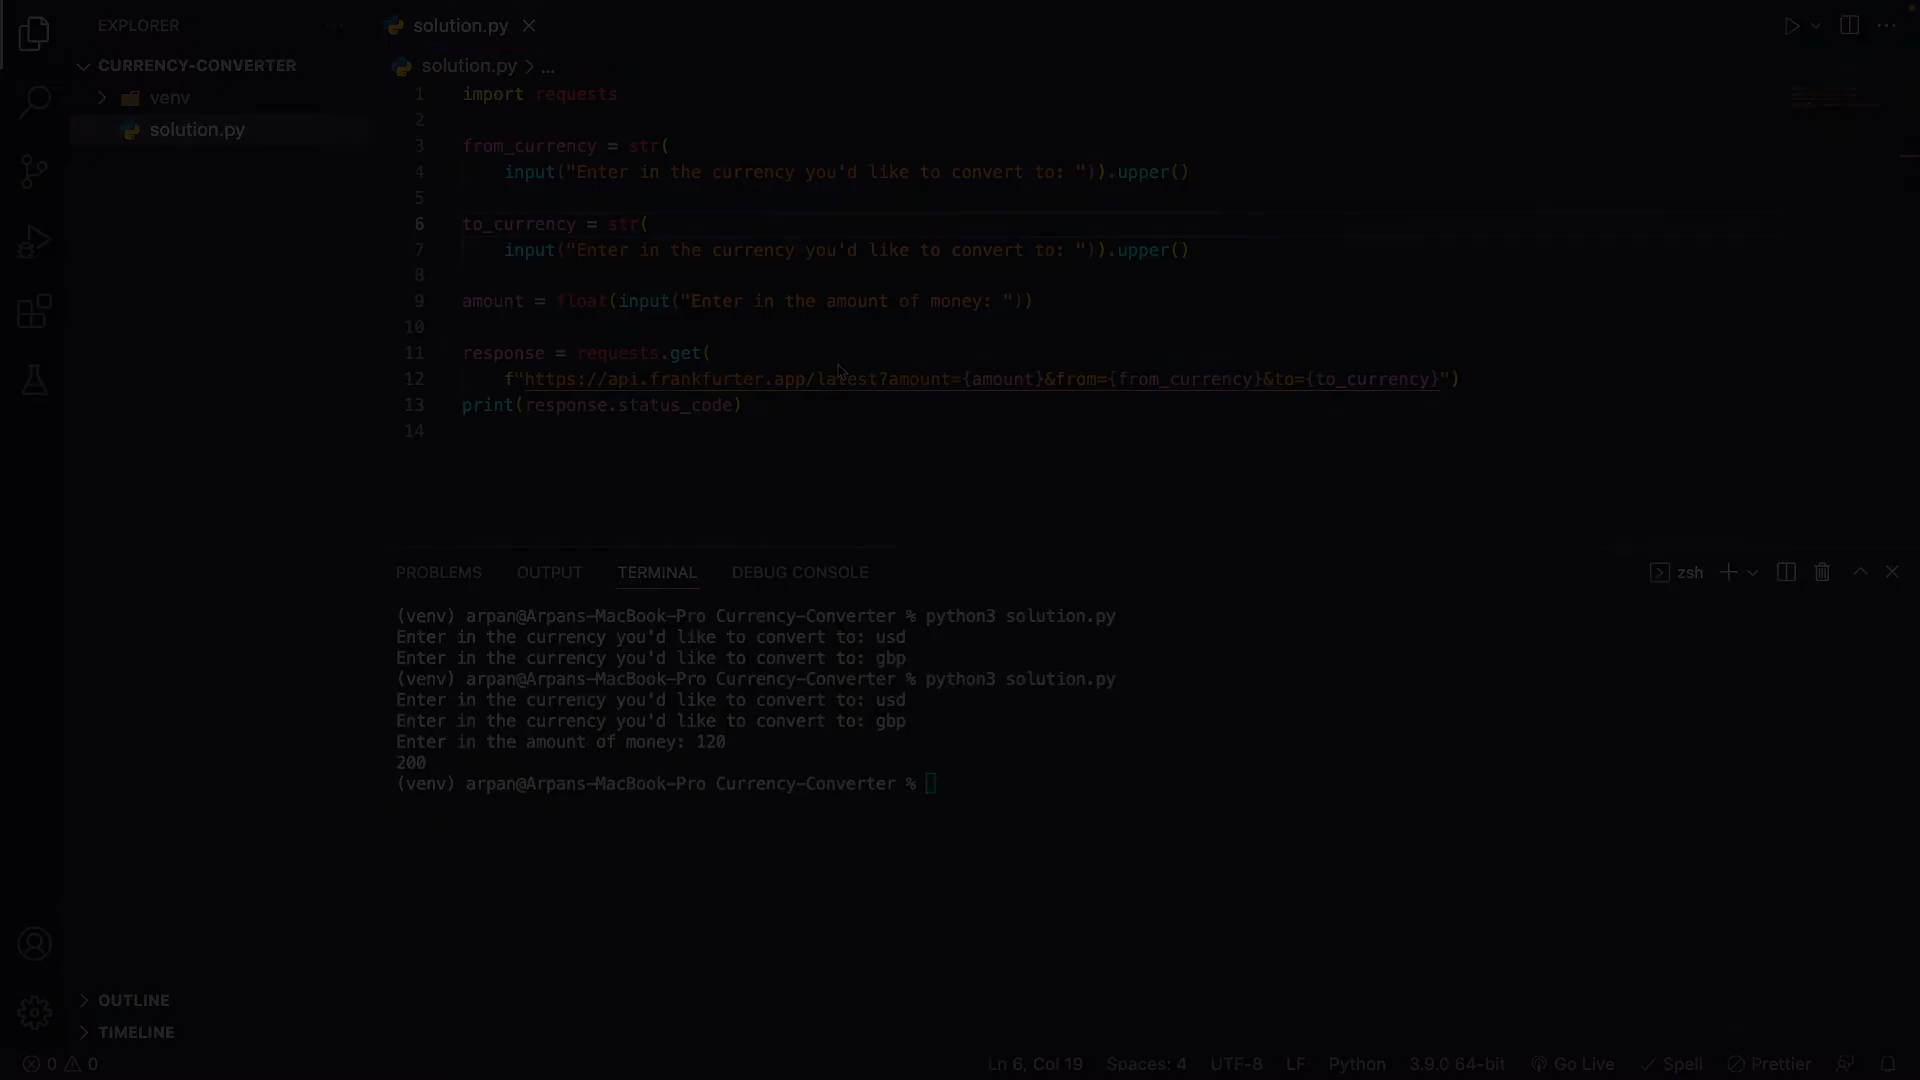 EXPLORER
CURRENCY-CONVERTER
venv
solution.py
OUTLINE
TIMELINE
solution.py
solution.py > ...
1 import requests
2
3 from_currency = str(
4 input("Enter in the currency you'd like to convert to: ")).upper()
5
6 to_currency = str(
7 input("Enter in the currency you'd like to convert to: ")).upper()
8
9 amount = float(input("Enter in the amount of money: "))
10
11 response = requests.get(
12 f"https://api.frankfurter.app/latest?amount={amount}&from={from_currency}&to={to_currency}")
13 print(response.status_code)
14
PROBLEMS OUTPUT TERMINAL DEBUG CONSOLE zsh
(venv) arpan@Arpans-MacBook-Pro Currency-Converter % python3 solution.py
Enter in the currency you'd like to convert to: usd
Enter in the currency you'd like to convert to: gbp
(venv) arpan@Arpans-MacBook-Pro Currency-Converter % python3 solution.py
Enter in the currency you'd like to convert to: usd
Enter in the currency you'd like to convert to: gbp
Enter in the amount of money: 120
200
(venv) arpan@Arpans-MacBook-Pro Currency-Converter %
0 0 Ln 6, Col 19 Spaces: 4 UTF-8 LF Python 3.9.0 64-bit Go Live Spell Prettier